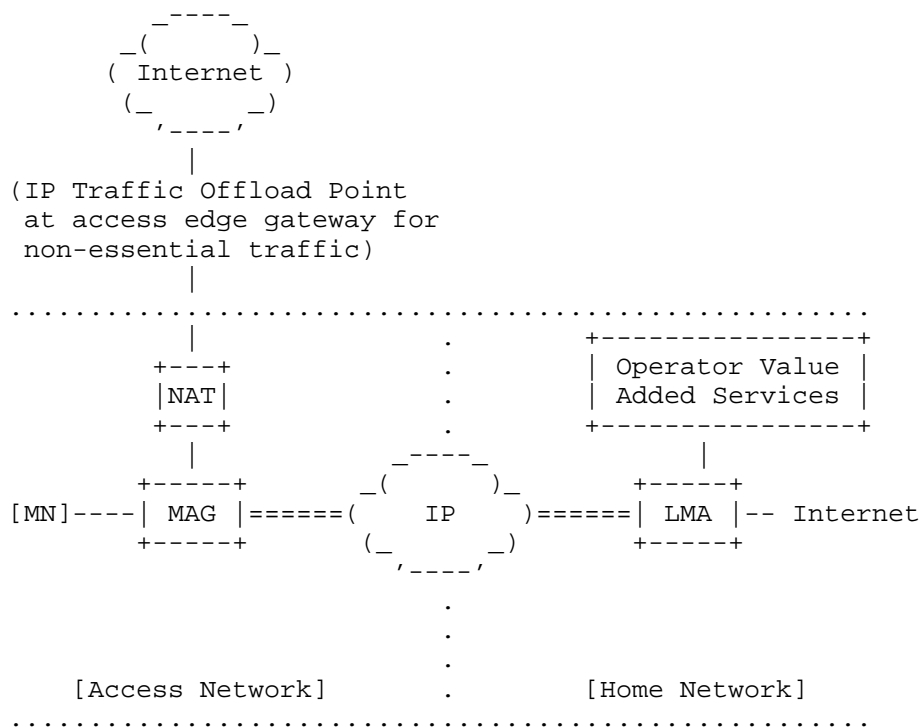 Internet
(IP Traffic Offload Point
at access edge gateway for
non-essential traffic)
Operator Value
NAT
Added Services
[MN]----| MAG |======( IP )======| LMA |-- Internet
[Access Network] . [Home Network]